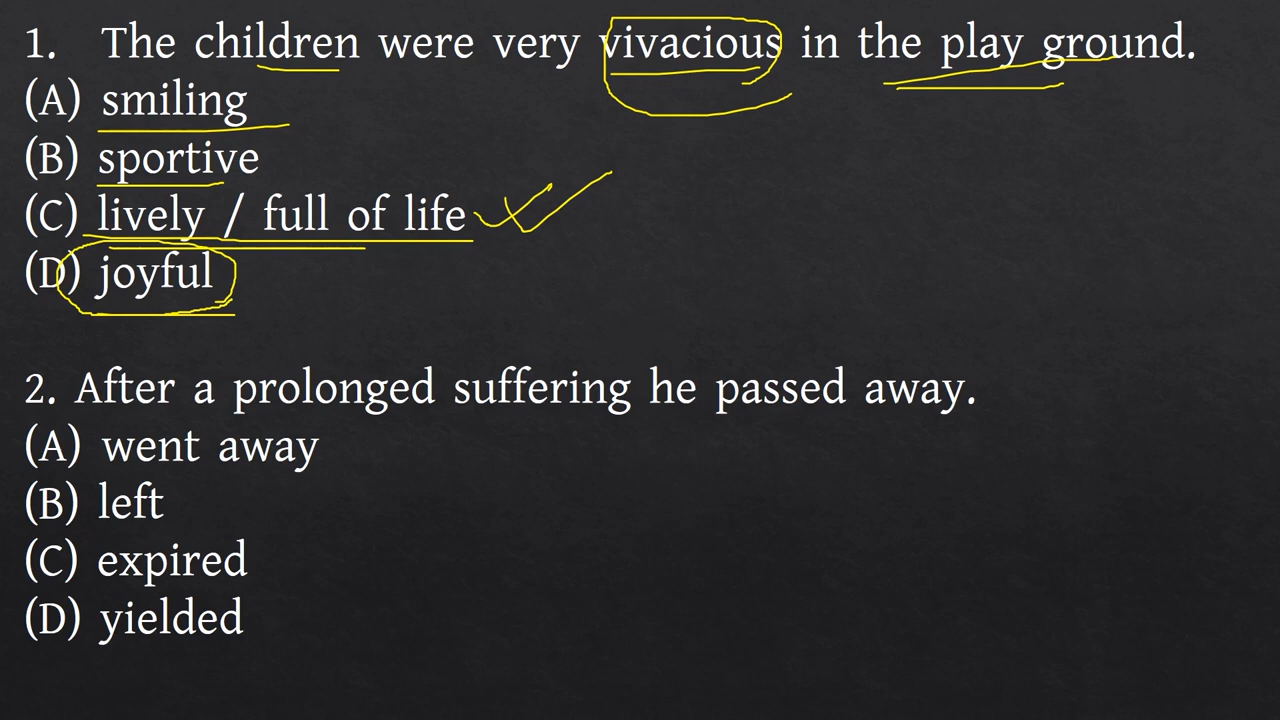 1. The children were very vivacious in the play ground.
(A) smiling
(B) sportive
(C) lively / full of life
(D) joyful
2. After a prolonged suffering he passed away.
(A) went away
(B) left
(C) expired
(D) yielded